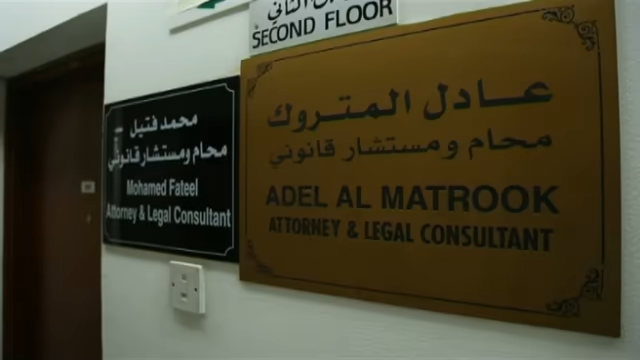 الثاني
SECOND FLOOR
محمد فتيل
محام ومستشار قانوني
Mohamed Fateel
Attorney & Legal Consultant
عادل المتروك
محام ومستشار قانوني
ADEL AL MATROOK
ATTORNEY & LEGAL CONSULTANT